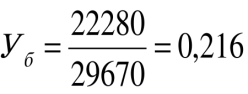 У_б = 22280/29670 = 0,216